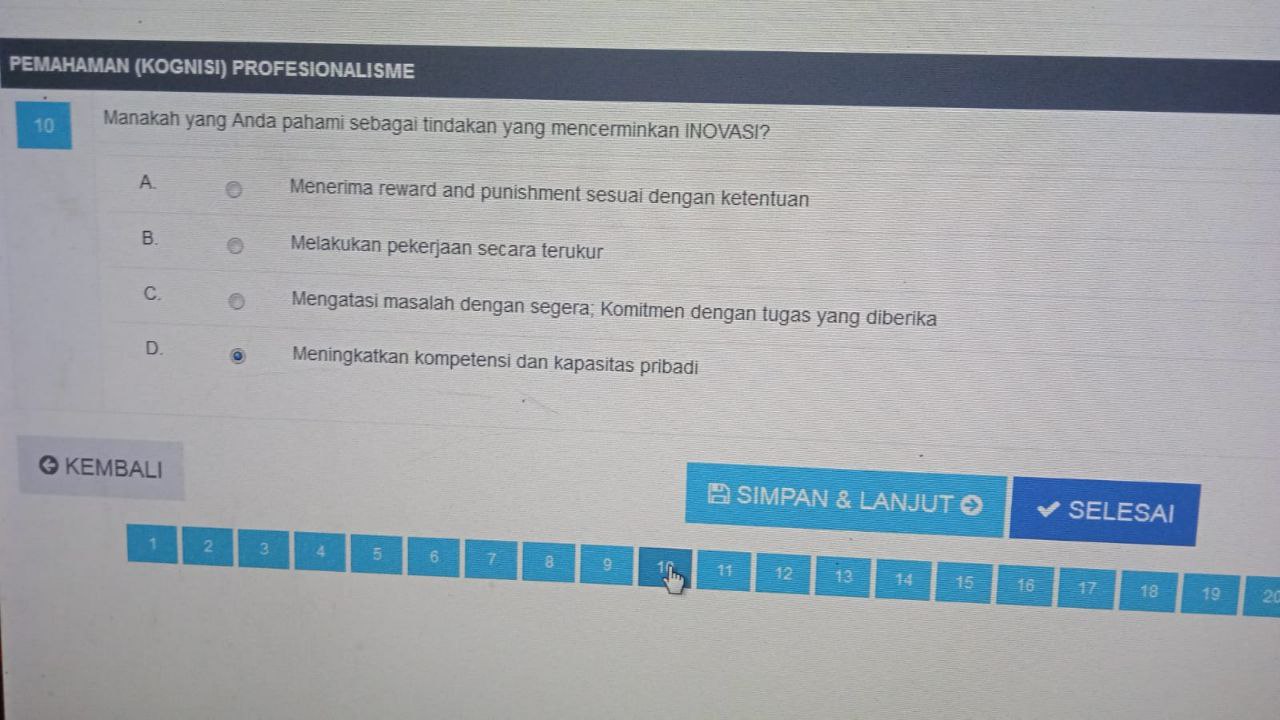 PEMAHAMAN (KOGNISI) PROFESIONALISME
10 Manakah yang Anda pahami sebagai tindakan yang mencerminkan INOVASI?
A. Menerima reward and punishment sesuai dengan ketentuan
B. Melakukan pekerjaan secara terukur
C. Mengatasi masalah dengan segera; Komitmen dengan tugas yang diberika
D. Meningkatkan kompetensi dan kapasitas pribadi
KEMBALI
SIMPAN & LANJUT
SELESAI
1 2 3 4 5 6 7 8 9 10 11 12 13 14 15 16 17 18 19 20